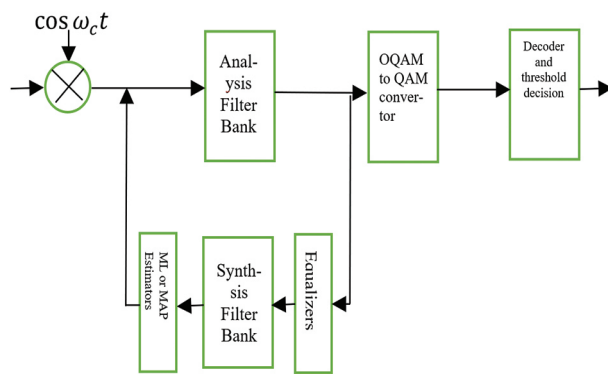 cos ω_c t
Anal-
ysis
Filter
Bank
OQAM
to QAM
conver-
tor
Decoder
and
threshold
decision
ML or MAP
Estimators
Synth-
sis
Filter
Bank
Equalizers